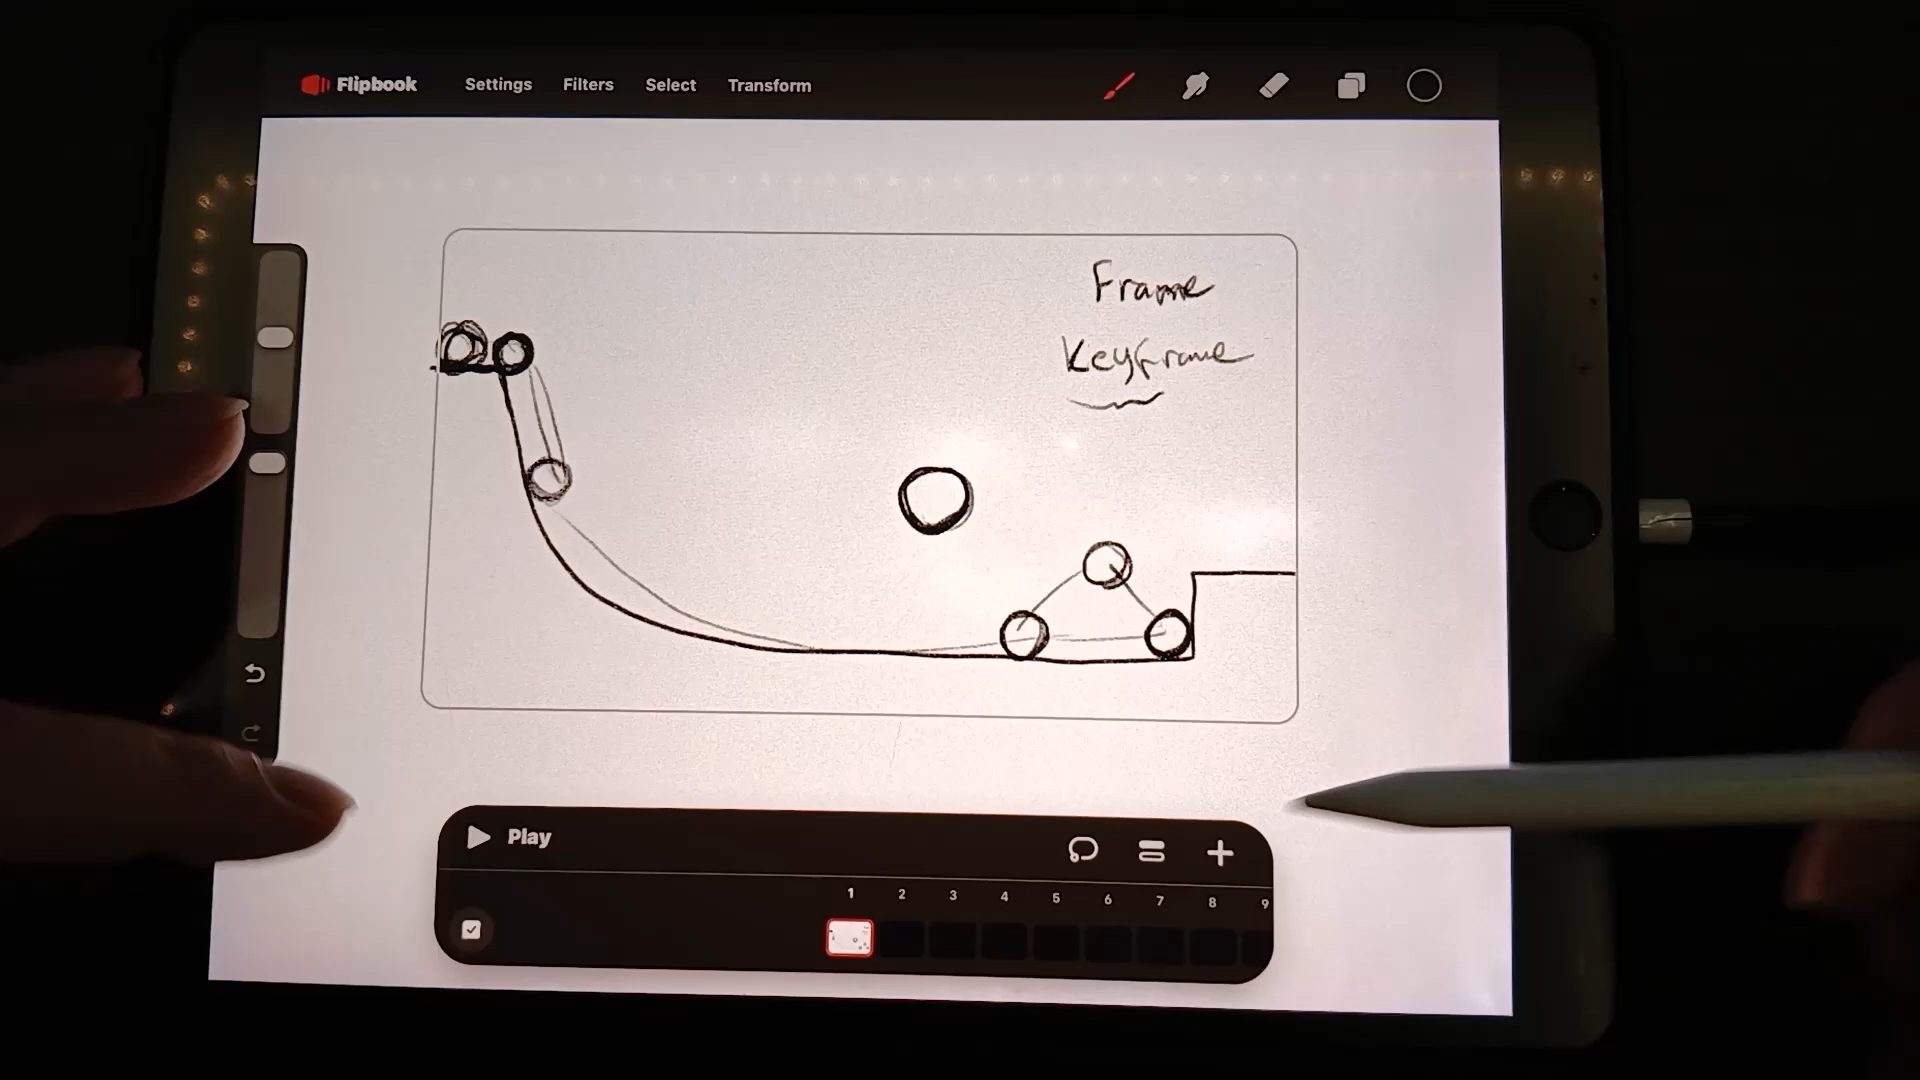 Flipbook Settings Filters Select Transform
Frame
Keyframe
Play
1 2 3 4 5 6 7 8 9